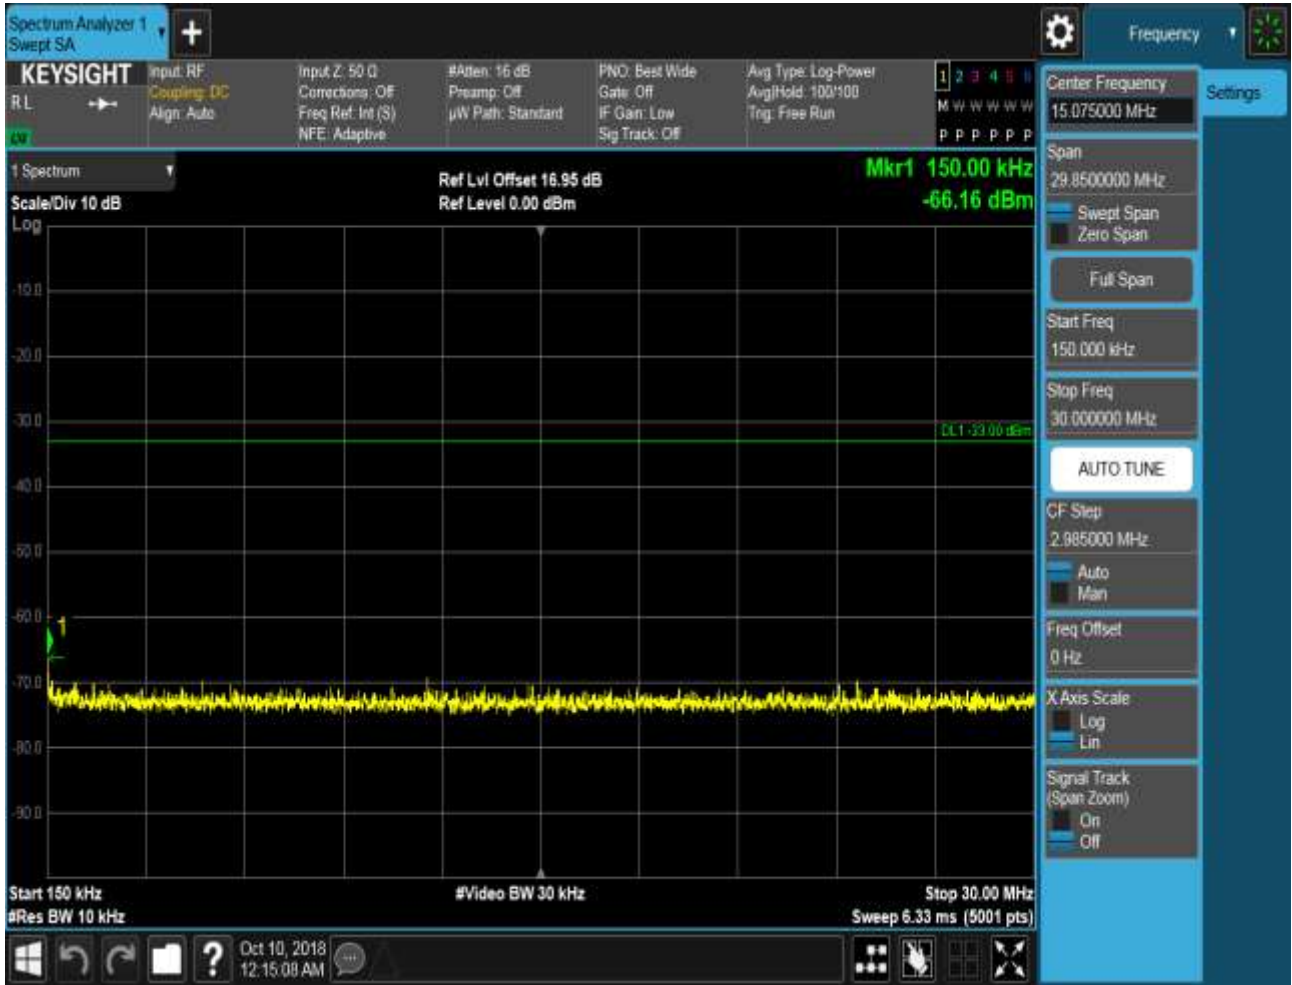 Spectrum Analyzer 1
Swept SA
+
Frequency
KEYSIGHT
R L
LXI
Input: RF
Coupling: DC
Align: Auto
Input Z: 50 Ω
Corrections: Off
Freq Ref: Int (S)
NFE: Adaptive
#Atten: 16 dB
Preamp: Off
µW Path: Standard
PNO: Best Wide
Gate: Off
IF Gain: Low
Sig Track: Off
Avg Type: Log-Power
Avg|Hold: 100/100
Trig: Free Run
1 2 3 4 5 6
M W W W W W
P P P P P P
1 Spectrum
Scale/Div 10 dB
Ref Lvl Offset 16.95 dB
Ref Level 0.00 dBm
Mkr1 150.00 kHz
-66.16 dBm
Log
-10.0
-20.0
-30.0
DL1 -33.00 dBm
-40.0
-50.0
-60.0
1
-70.0
-80.0
-90.0
Start 150 kHz
#Video BW 30 kHz
Stop 30.00 MHz
#Res BW 10 kHz
Sweep 6.33 ms (5001 pts)
?
Oct 10, 2018
12:15:08 AM
Center Frequency
15.075000 MHz
Settings
Span
29.8500000 MHz
Swept Span
Zero Span
Full Span
Start Freq
150.000 kHz
Stop Freq
30.000000 MHz
AUTO TUNE
CF Step
2.985000 MHz
Auto
Man
Freq Offset
0 Hz
X Axis Scale
Log
Lin
Signal Track
(Span Zoom)
On
Off